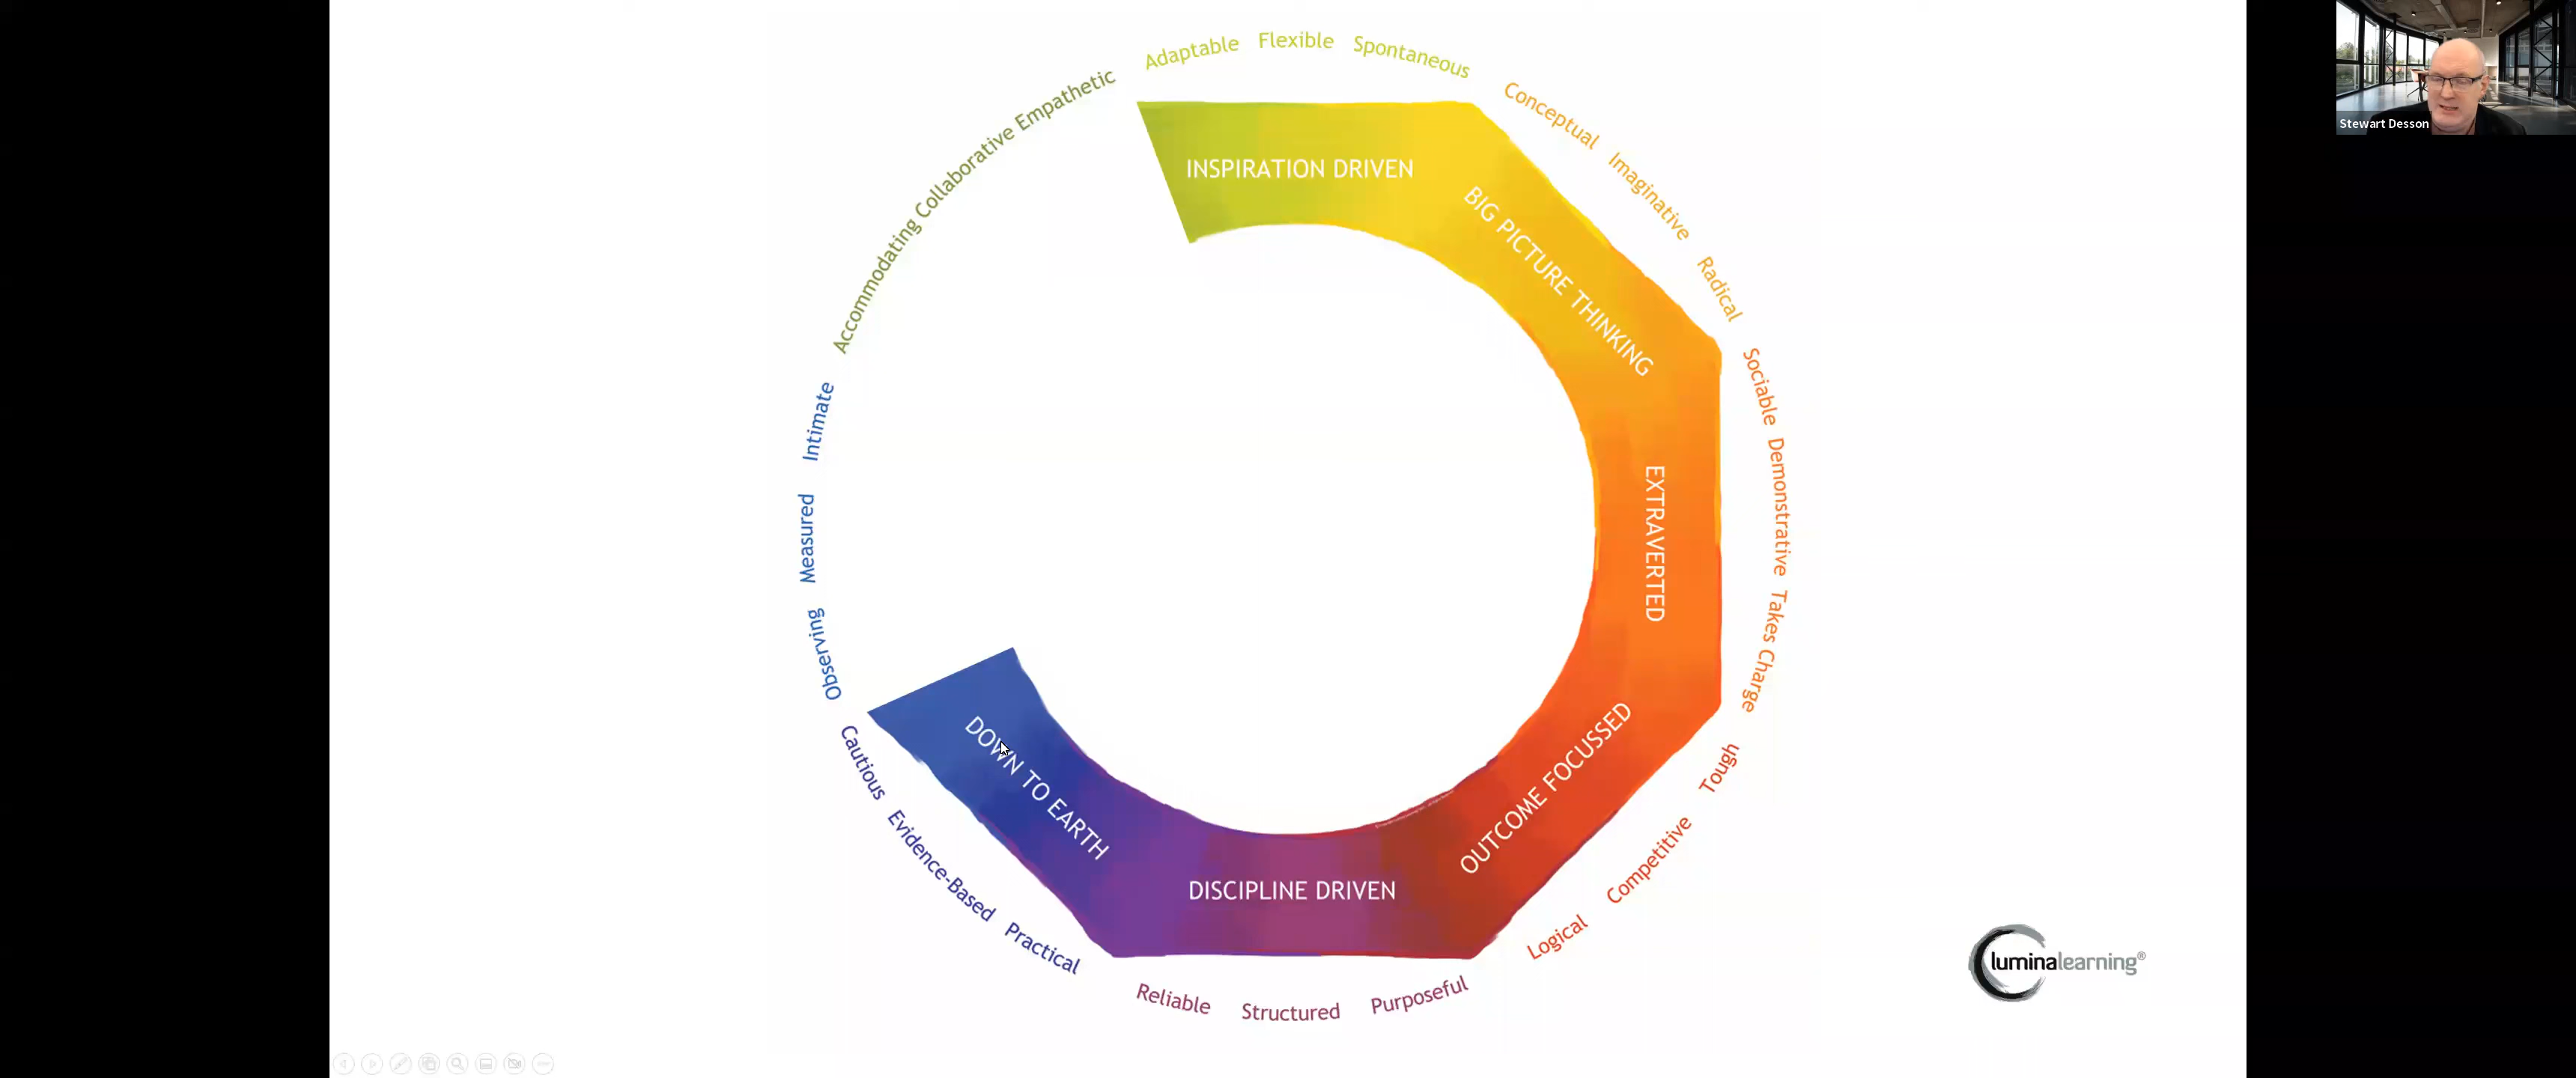 Adaptable Flexible Spontaneous
Conceptual Imaginative Radical
Sociable Demonstrative Takes Charge
Tough
Competitive
Logical
Purposeful
Structured
Reliable
Practical
Evidence-Based
Cautious
Observing Measured Intimate
Accommodating Collaborative Empathetic
INSPIRATION DRIVEN
BIG PICTURE THINKING
EXTRAVERTED
OUTCOME FOCUSSED
DISCIPLINE DRIVEN
DOWN TO EARTH
Stewart Desson
luminalearning®